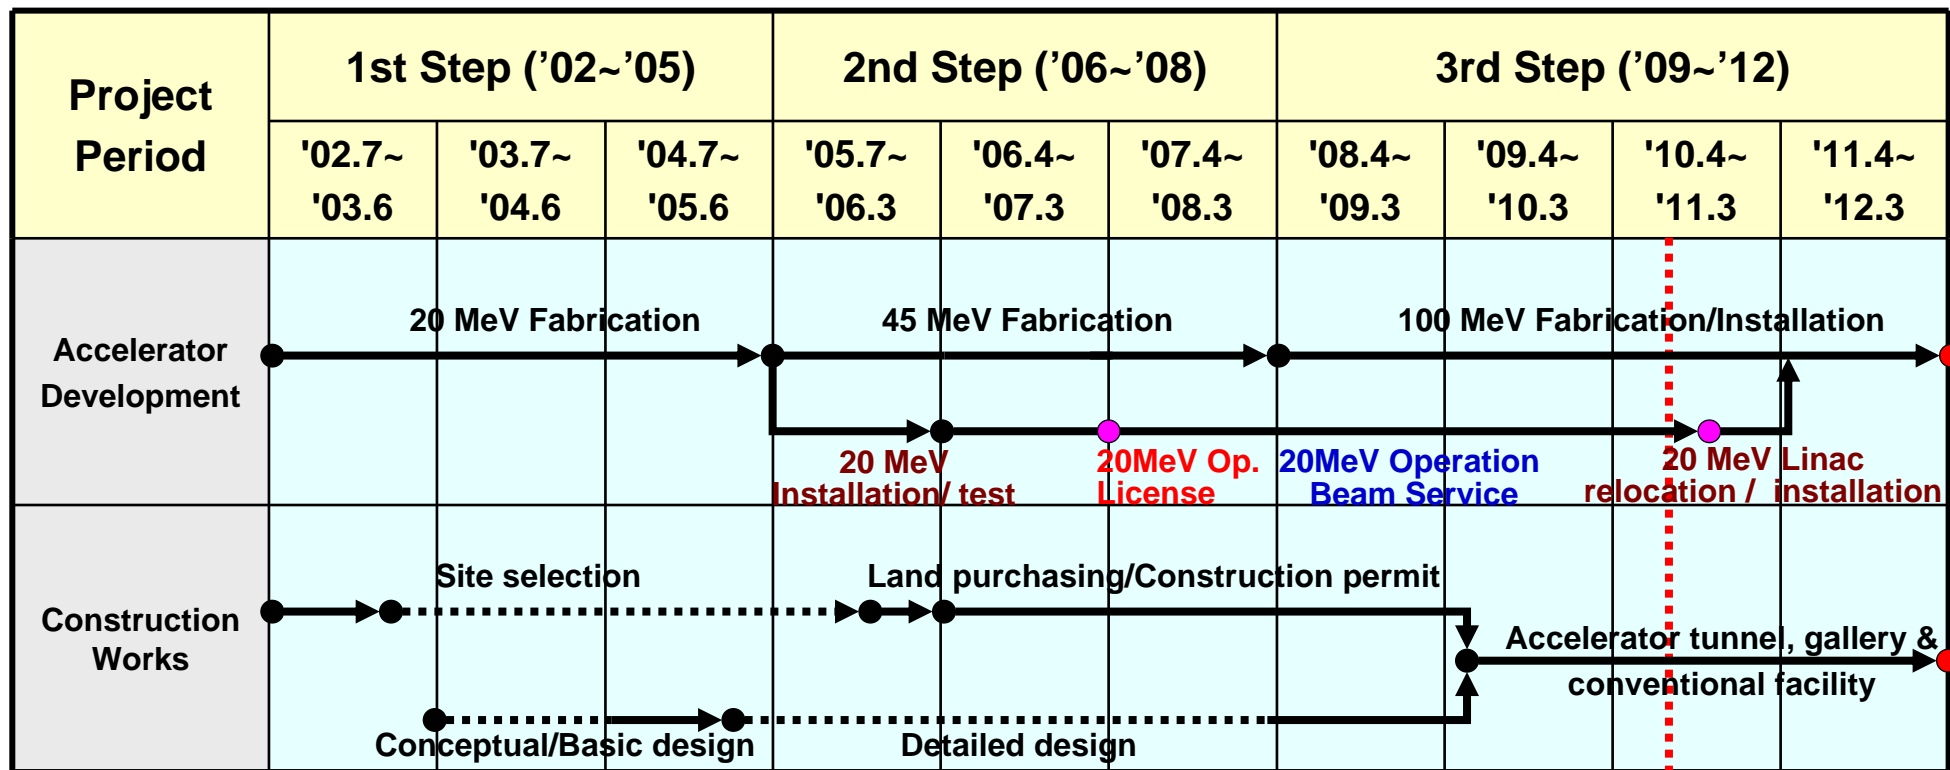 Project
Period
1st Step (’02~’05)
2nd Step (’06~’08)
3rd Step (’09~’12)
'02.7~
'03.6
'03.7~
'04.6
'04.7~
'05.6
'05.7~
'06.3
'06.4~
'07.3
'07.4~
'08.3
'08.4~
'09.3
'09.4~
'10.3
'10.4~
'11.3
'11.4~
'12.3
Accelerator
Development
20 MeV Fabrication
45 MeV Fabrication
100 MeV Fabrication/Installation
20 MeV
Installation/ test
20MeV Op.
License
20MeV Operation
Beam Service
20 MeV Linac
relocation / installation
Construction
Works
Site selection
Land purchasing/Construction permit
Accelerator tunnel, gallery &
conventional facility
Conceptual/Basic design
Detailed design